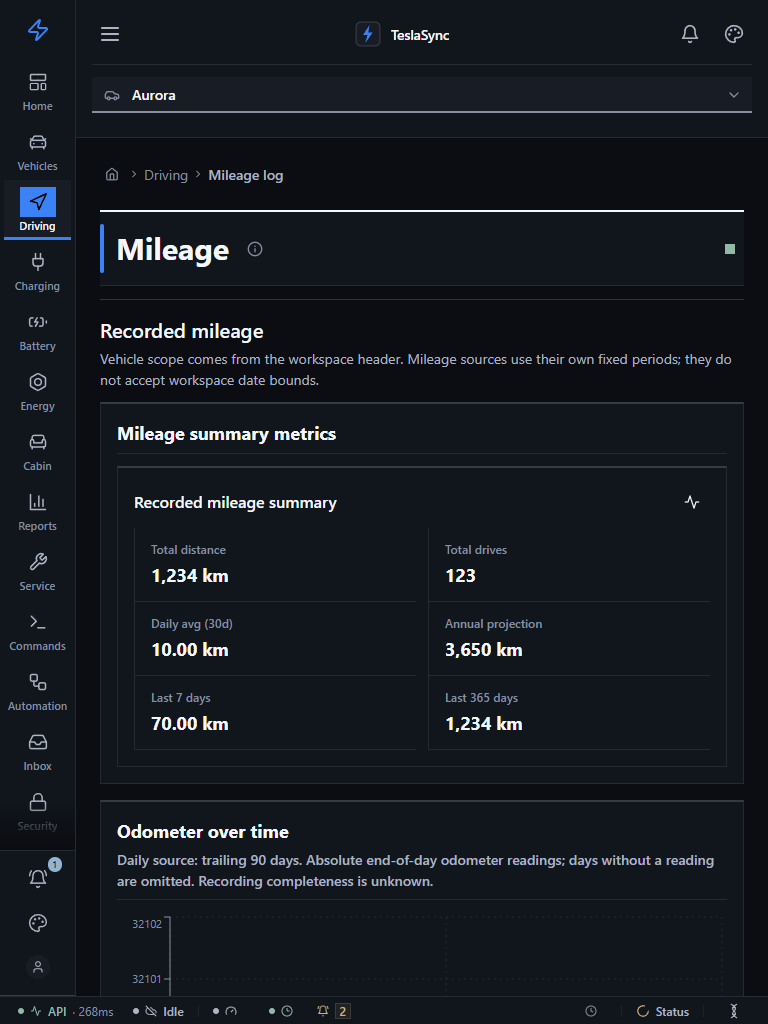 TeslaSync
Aurora
Home
Vehicles
Driving
Charging
Battery
Energy
Cabin
Reports
Service
Commands
Automation
Inbox
Security
1
Driving
Mileage log
Mileage
Recorded mileage
Vehicle scope comes from the workspace header. Mileage sources use their own fixed periods; they do
not accept workspace date bounds.
Mileage summary metrics
Recorded mileage summary
Total distance
1,234 km
Total drives
123
Daily avg (30d)
10.00 km
Annual projection
3,650 km
Last 7 days
70.00 km
Last 365 days
1,234 km
Odometer over time
Daily source: trailing 90 days. Absolute end-of-day odometer readings; days without a reading
are omitted. Recording completeness is unknown.
32102
32101
API · 268ms
Idle
2
Status